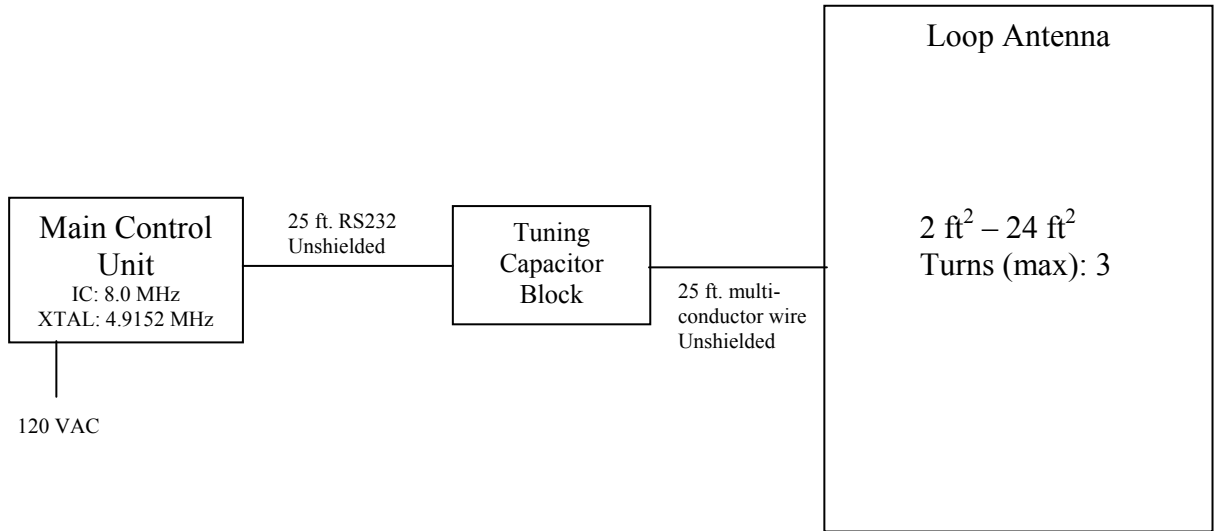 Loop Antenna
2 ft² – 24 ft²
Turns (max): 3
Main Control
Unit
IC: 8.0 MHz
XTAL: 4.9152 MHz
120 VAC
25 ft. RS232
Unshielded
Tuning
Capacitor
Block
25 ft. multi-
conductor wire
Unshielded